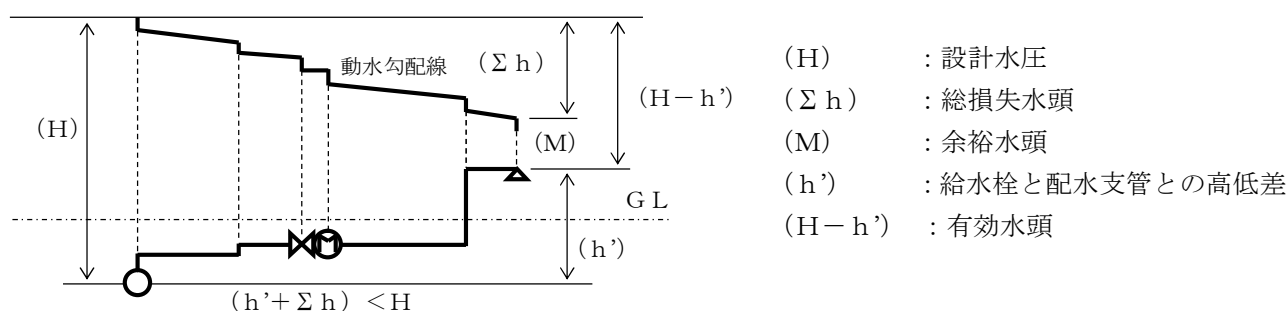 動水勾配線
(Σh)
(H-h’)
(H)
(M)
GL
(h’)
M
(h’+Σh)<H
(H) :設計水圧
(Σh) :総損失水頭
(M) :余裕水頭
(h’) :給水栓と配水支管との高低差
(H-h’) :有効水頭